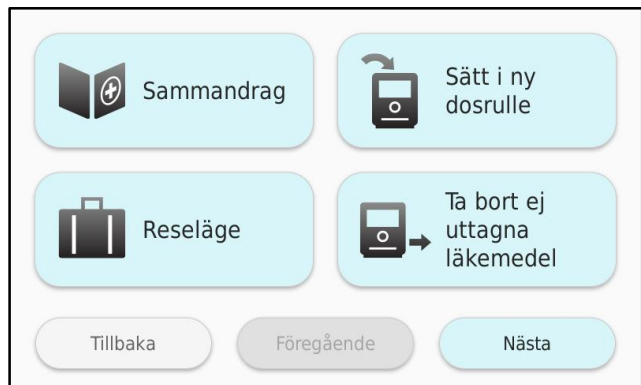 Sammandrag
Sätt i ny
dosrulle
Reseläge
Ta bort ej
uttagna
läkemedel
Tillbaka
Föregående
Nästa